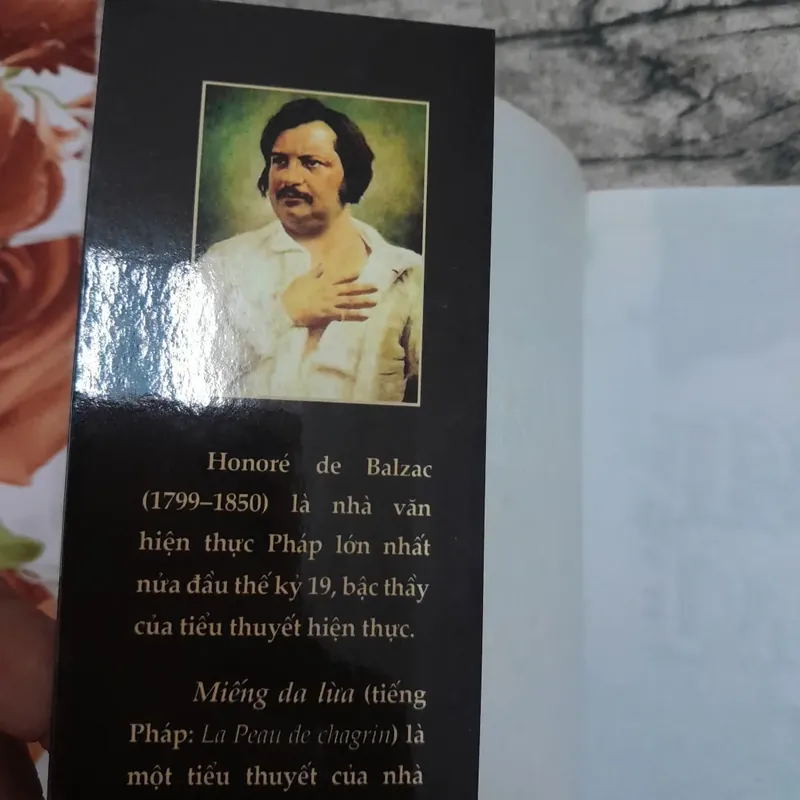 Honoré de Balzac
(1799–1850) là nhà văn
hiện thực Pháp lớn nhất
nửa đầu thế kỷ 19, bậc thầy
của tiểu thuyết hiện thực.
Miếng da lừa (tiếng
Pháp: La Peau de chagrin) là
một tiểu thuyết của nhà